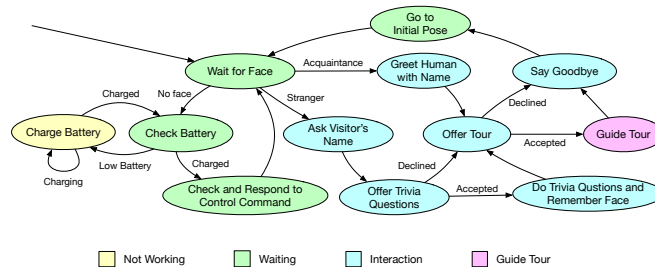 Go to
Initial Pose
Wait for Face
Acquaintance
Greet Human
with Name
Say Goodbye
Charged
No face
Stranger
Declined
Charge Battery
Check Battery
Ask Visitor's
Name
Offer Tour
Accepted
Guide Tour
Low Battery
Charging
Charged
Declined
Check and Respond to
Control Command
Offer Trivia
Questions
Accepted
Do Trivia Qustions and
Remember Face
Not Working
Waiting
Interaction
Guide Tour